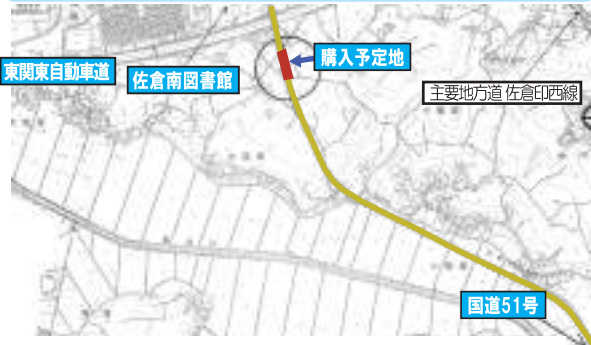 購入予定地
東関東自動車道
佐倉南図書館
主要地方道 佐倉印西線
国道51号